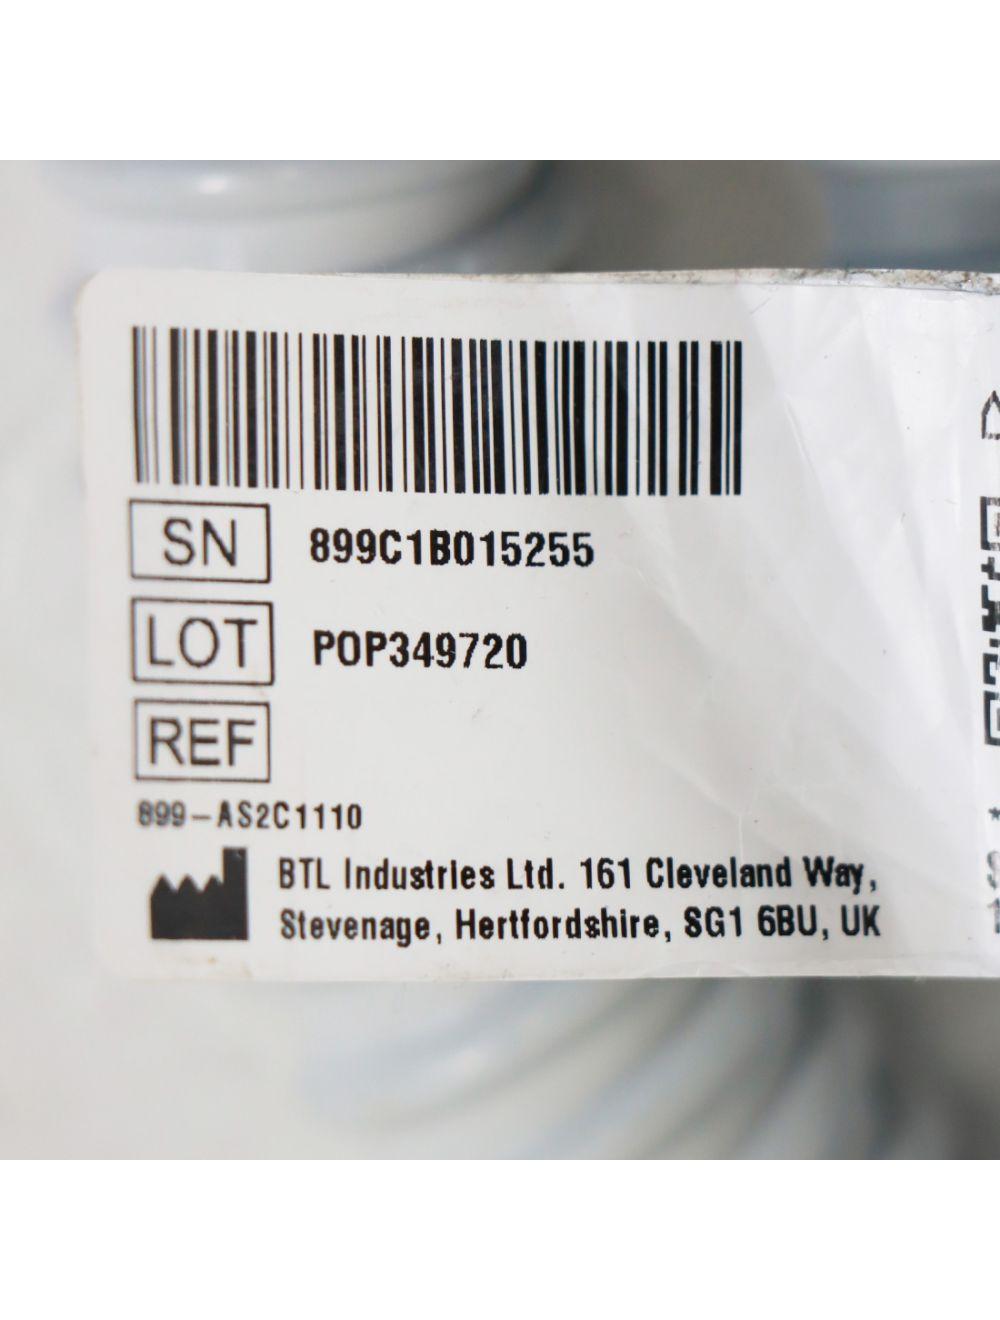 SN 899C1B015255
LOT POP349720
REF
899-AS2C1110
BTL Industries Ltd. 161 Cleveland Way,
Stevenage, Hertfordshire, SG1 6BU, UK